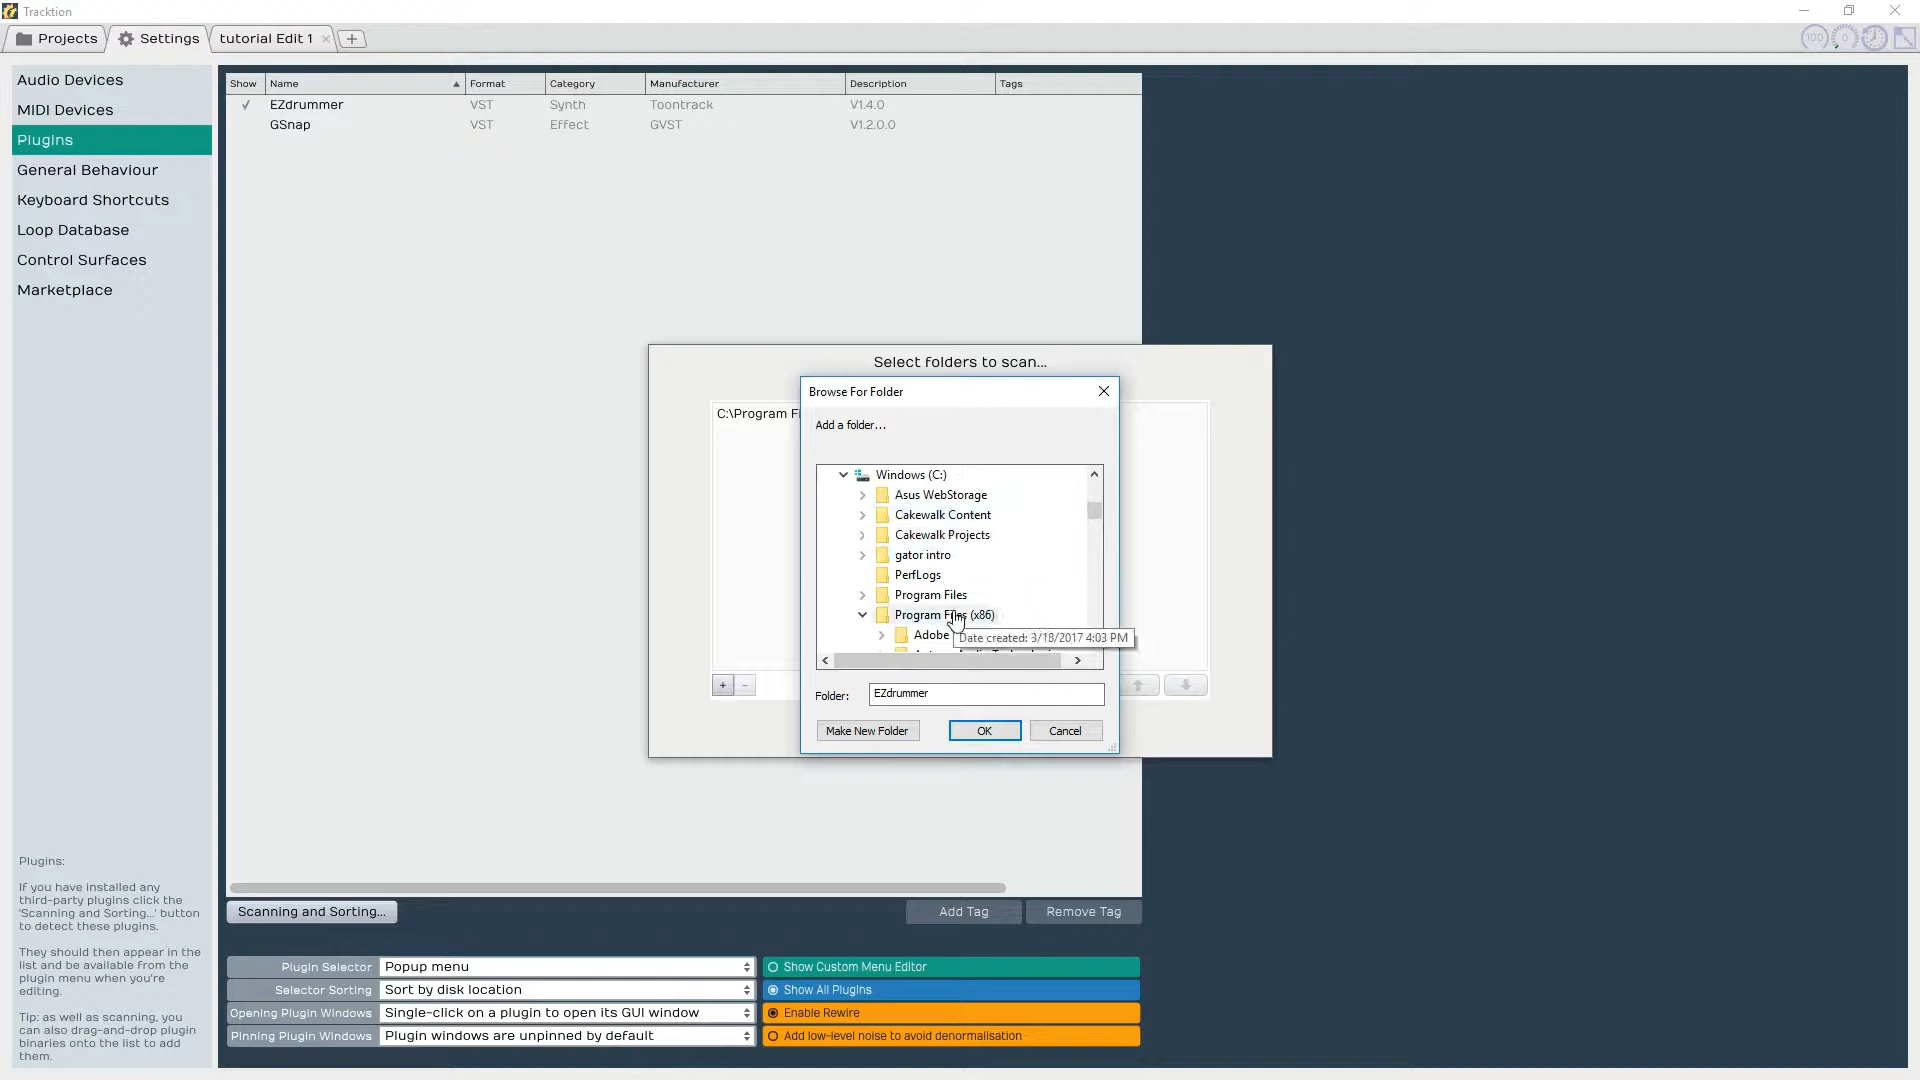 Tracktion
Projects
Settings
tutorial Edit 1
100
0
Audio Devices
MIDI Devices
Plugins
General Behaviour
Keyboard Shortcuts
Loop Database
Control Surfaces
Marketplace
Show Name Format Category Manufacturer Description Tags
✓ EZdrummer VST Synth Toontrack V1.4.0
GSnap VST Effect GVST V1.2.0.0
Select folders to scan...
C:\Program Fi
Browse For Folder
Add a folder...
Windows (C:)
Asus WebStorage
Cakewalk Content
Cakewalk Projects
gator intro
PerfLogs
Program Files
Program Files (x86)
Adobe
Date created: 3/18/2017 4:03 PM
+ -
Folder: EZdrummer
Make New Folder OK Cancel
Plugins:
If you have installed any
third-party plugins click the
'Scanning and Sorting...' button
to detect these plugins.
They should then appear in the
list and be available from the
plugin menu when you're
editing.
Tip: as well as scanning, you
can also drag-and-drop plugin
binaries onto the list to add
them.
Scanning and Sorting...
Add Tag Remove Tag
Plugin Selector Popup menu
Selector Sorting Sort by disk location
Opening Plugin Windows Single-click on a plugin to open its GUI window
Pinning Plugin Windows Plugin windows are unpinned by default
Show Custom Menu Editor
Show All Plugins
Enable Rewire
Add low-level noise to avoid denormalisation